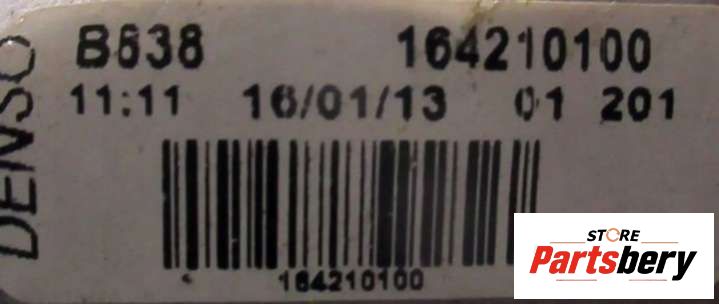 DENSO
B638 164210100
11:11 16/01/13 01 201
164210100
STORE
Partsbery